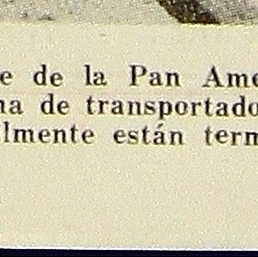 e de la Pan Ame
na de transportado
lmente están term